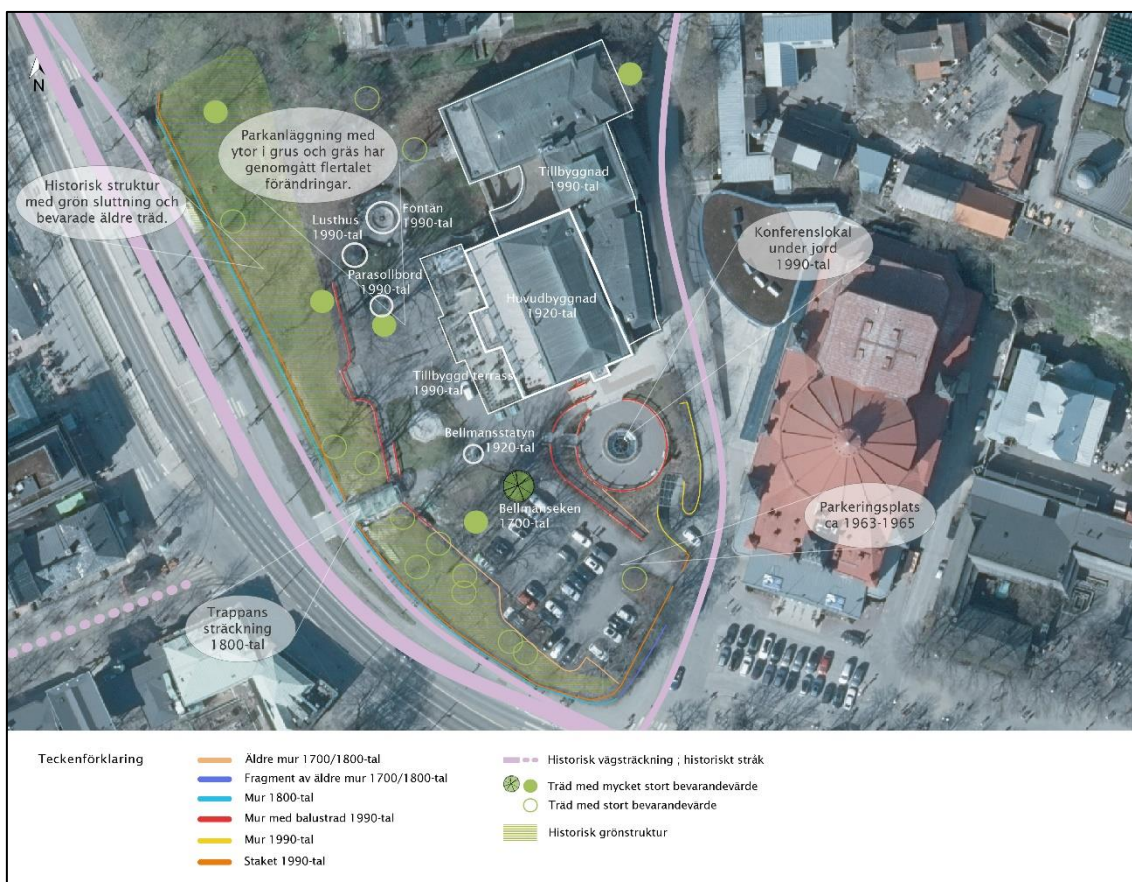 N
Historisk struktur
med grön sluttning och
bevarade äldre träd.
Parkanläggning med
ytor i grus och gräs har
genomgått flertalet
förändringar.
Lusthus
1990-tal
Fontän
1990-tal
Parasollbord
1990-tal
Tillbyggnad
1990-tal
Huvudbyggnad
1920-tal
Konferenslokal
under jord
1990-tal
Tillbyggd terrass
1990-tal
Bellmansstatyn
1920-tal
Bellmanseken
1700-tal
Parkeringsplats
ca 1963-1965
Trappans
sträckning
1800-tal
Teckenförklaring
Äldre mur 1700/1800-tal
Fragment av äldre mur 1700/1800-tal
Mur 1800-tal
Mur med balustrad 1990-tal
Mur 1990-tal
Staket 1990-tal
Historisk vägsträckning ; historiskt stråk
Träd med mycket stort bevarandevärde
Träd med stort bevarandevärde
Historisk grönstruktur